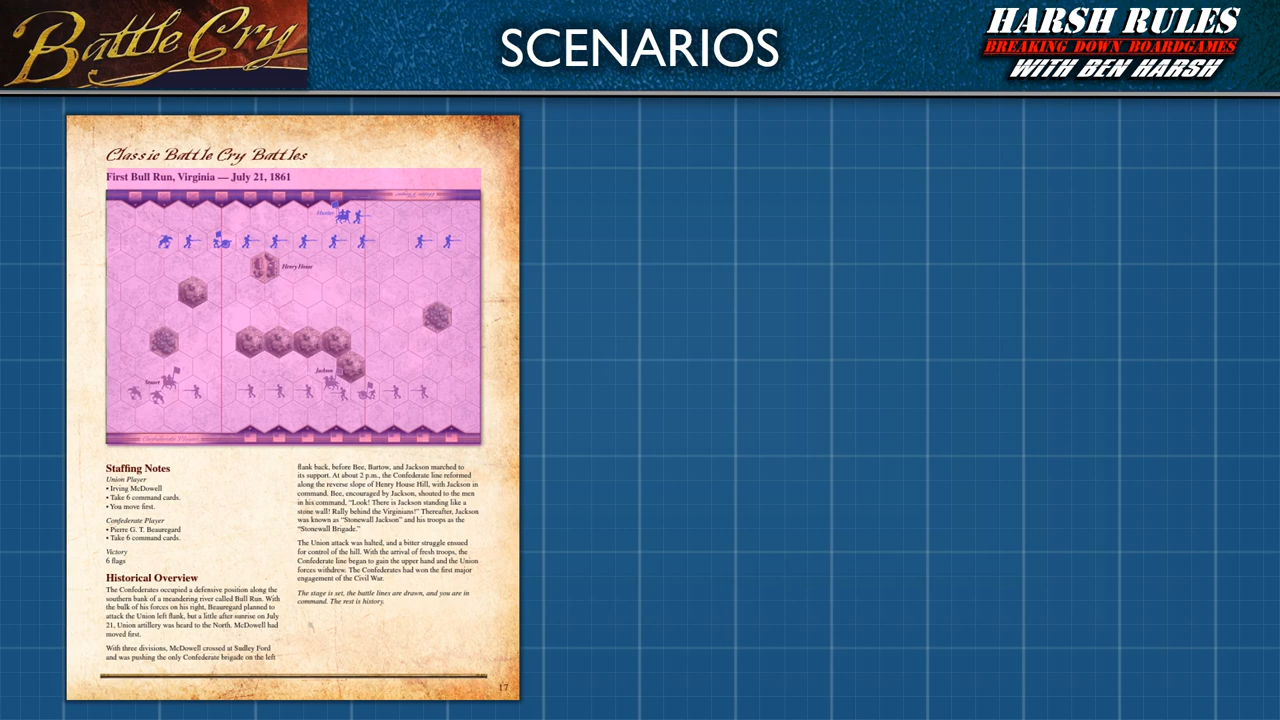 Battle Cry
SCENARIOS
HARSH RULES
BREAKING DOWN BOARDGAMES
WITH BEN HARSH
Classic Battle Cry Battles
First Bull Run, Virginia — July 21, 1861
Hunter
Henry House
Jackson
Stuart
Confederate Player
Staffing Notes
Union Player
• Irving McDowell
• Take 6 command cards.
• You move first.
Confederate Player
• Pierre G. T. Beauregard
• Take 6 command cards.
Victory
6 flags
Historical Overview
The Confederates occupied a defensive position along the
southern bank of a meandering river called Bull Run. With
the bulk of his forces on his right, Beauregard planned to
attack the Union left flank, but a little after sunrise on July
21, Union artillery was heard to the North. McDowell had
moved first.
With three divisions, McDowell crossed at Sudley Ford
and was pushing the only Confederate brigade on the left
flank back, before Bee, Bartow, and Jackson marched to
its support. At about 2 p.m., the Confederate line reformed
along the reverse slope of Henry House Hill, with Jackson in
command. Bee, encouraged by Jackson, shouted to the men
in his command, “Look! There is Jackson standing like a
stone wall! Rally behind the Virginians!” Thereafter, Jackson
was known as “Stonewall Jackson” and his troops as the
“Stonewall Brigade.”
The Union attack was halted, and a bitter struggle ensued
for control of the hill. With the arrival of fresh troops, the
Confederate line began to gain the upper hand and the Union
forces withdrew. The Confederates had won the first major
engagement of the Civil War.
The stage is set, the battle lines are drawn, and you are in
command. The rest is history.
17